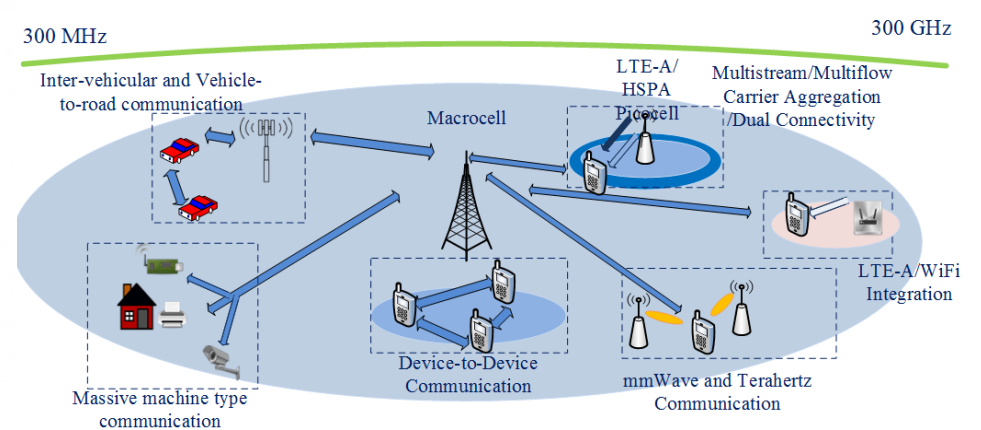 300 MHz
300 GHz
Inter-vehicular and Vehicle-
to-road communication
Macrocell
LTE-A/
HSPA
Picocell
Multistream/Multiflow
Carrier Aggregation
/Dual Connectivity
LTE-A/WiFi
Integration
Device-to-Device
Communication
mmWave and Terahertz
Communication
Massive machine type
communication